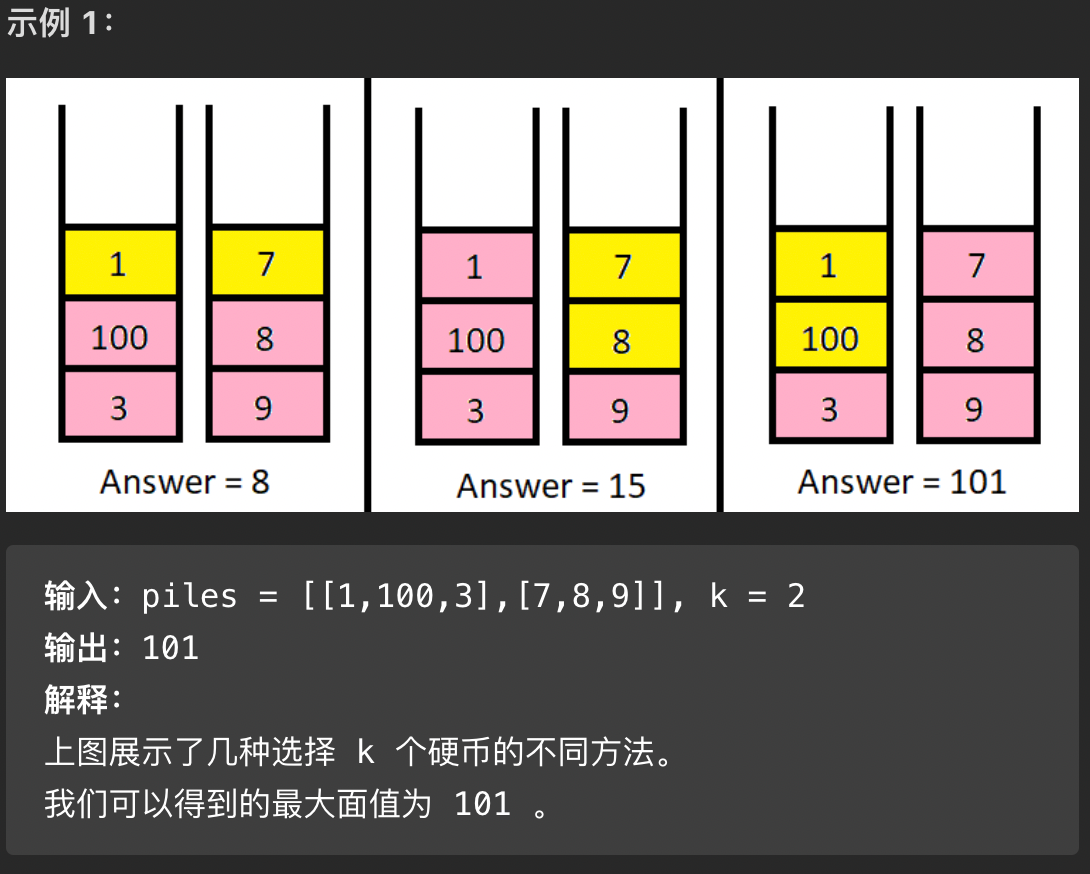 示例 1：
1 7 1 7 1 7
100 8 100 8 100 8
3 9 3 9 3 9
Answer = 8 Answer = 15 Answer = 101
输入：piles = [[1,100,3],[7,8,9]], k = 2
输出：101
解释：
上图展示了几种选择 k 个硬币的不同方法。
我们可以得到的最大面值为 101 。